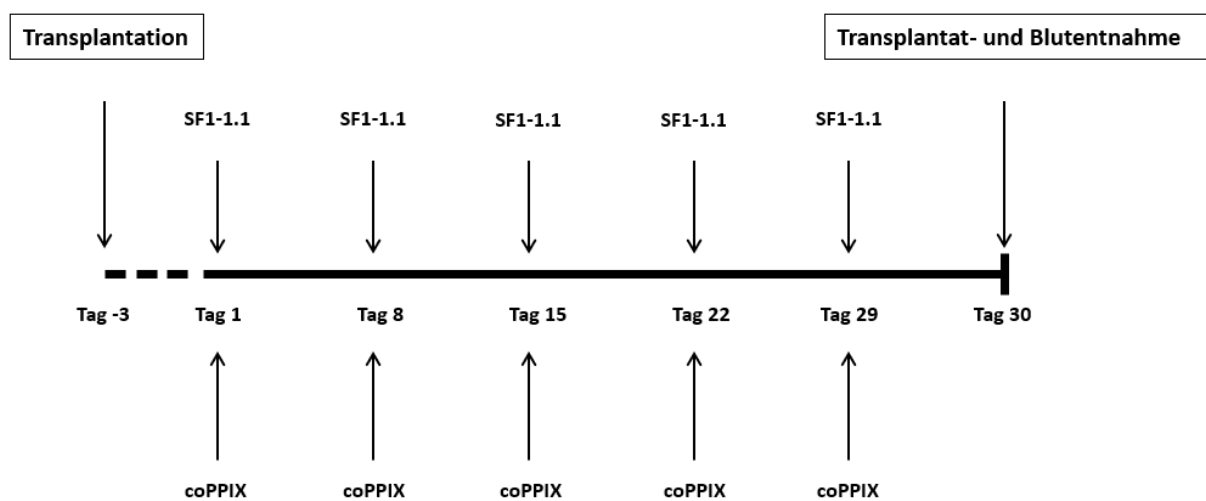 Transplantation
Transplantat- und Blutentnahme
SF1-1.1 SF1-1.1 SF1-1.1 SF1-1.1 SF1-1.1
Tag -3 Tag 1 Tag 8 Tag 15 Tag 22 Tag 29 Tag 30
coPPIX coPPIX coPPIX coPPIX coPPIX